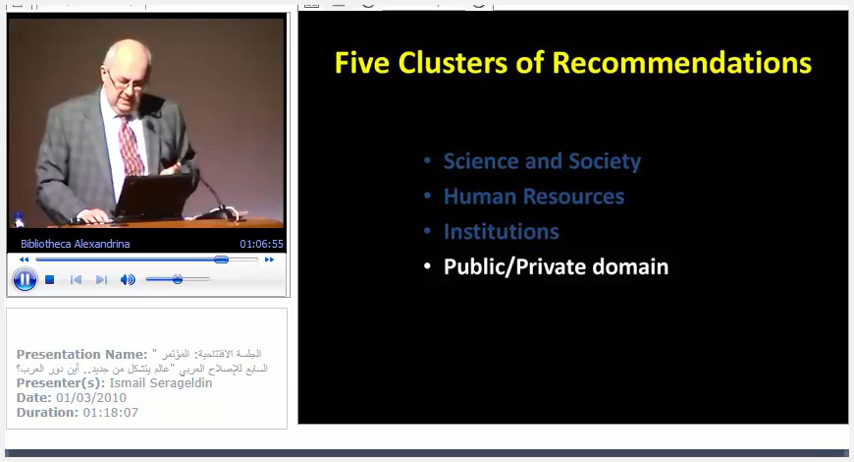 Five Clusters of Recommendations
• Science and Society
• Human Resources
• Institutions
• Public/Private domain
Bibliotheca Alexandrina 01:06:55
Presentation Name: " الجلسة الافتتاحية: المؤتمر
السابع للإصلاح العربي "عالم يتشكل من جديد.. أين دور العرب؟
Presenter(s): Ismail Serageldin
Date: 01/03/2010
Duration: 01:18:07